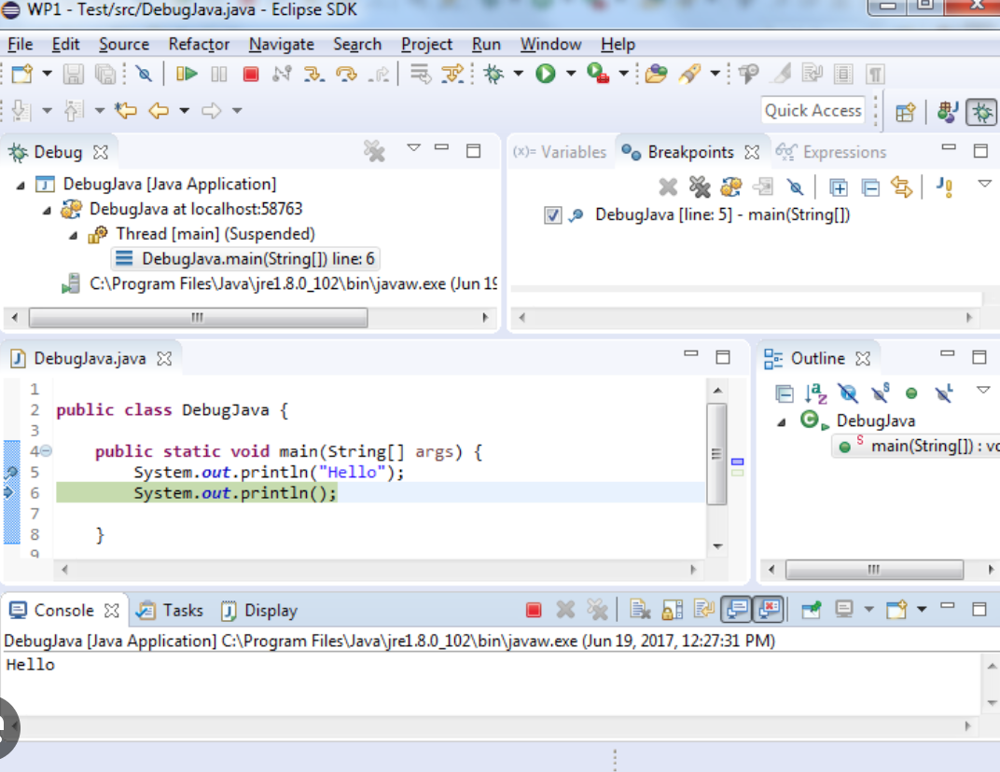 WP1 - Test/src/DebugJava.java - Eclipse SDK
File Edit Source Refactor Navigate Search Project Run Window Help
Quick Access
Debug
DebugJava [Java Application]
DebugJava at localhost:58763
Thread [main] (Suspended)
DebugJava.main(String[]) line: 6
C:\Program Files\Java\jre1.8.0_102\bin\javaw.exe (Jun 19
(x)= Variables Breakpoints Expressions
DebugJava [line: 5] - main(String[])
DebugJava.java
1
2 public class DebugJava {
3
4 public static void main(String[] args) {
5 System.out.println("Hello");
6 System.out.println();
7
8 }
9
Outline
DebugJava
main(String[]) : vo
Console Tasks Display
DebugJava [Java Application] C:\Program Files\Java\jre1.8.0_102\bin\javaw.exe (Jun 19, 2017, 12:27:31 PM)
Hello